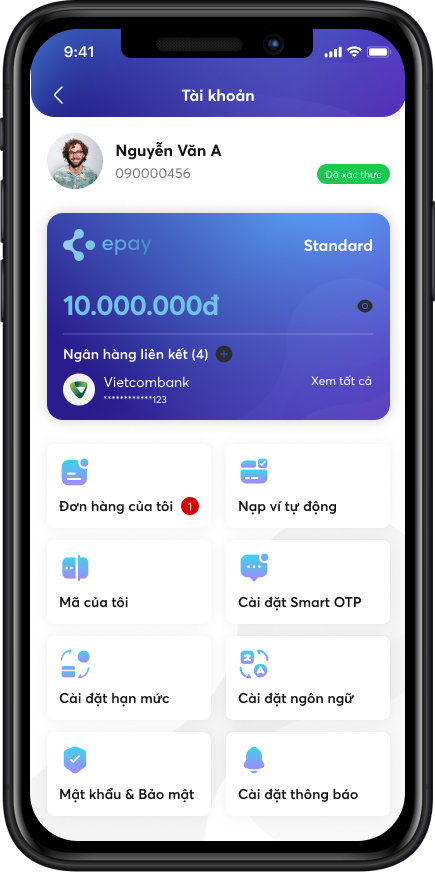 9:41
Tài khoản
Nguyễn Văn A
090000456
Đã xác thực
epay
Standard
10.000.000đ
Ngân hàng liên kết (4)
Vietcombank
************123
Xem tất cả
Đơn hàng của tôi 1
Nạp ví tự động
Mã của tôi
Cài đặt Smart OTP
Cài đặt hạn mức
Cài đặt ngôn ngữ
Mật khẩu & Bảo mật
Cài đặt thông báo